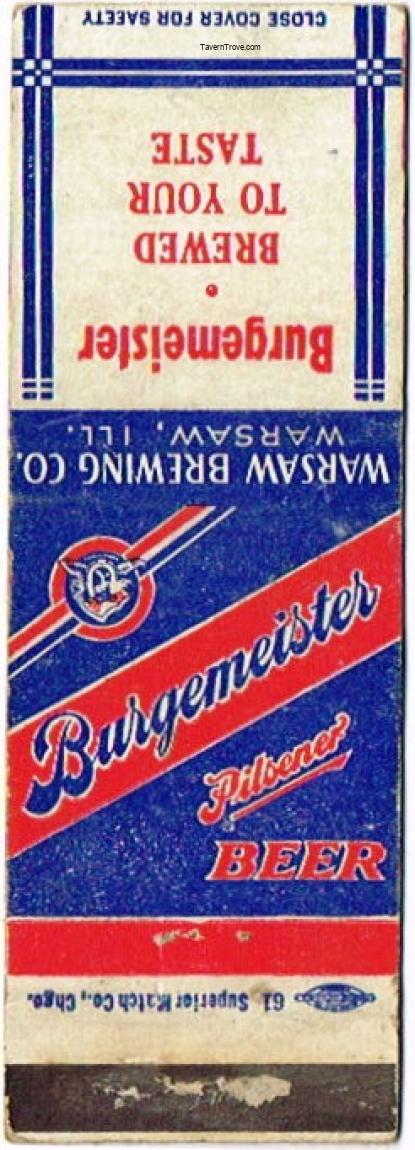 CLOSE COVER FOR SAFETY
TavernTrove.com
Burgemeister
•
BREWED
TO YOUR
TASTE
WARSAW BREWING CO.
WARSAW, ILL.
Burgemeister
Pilsener
BEER
61 Superior Match Co., Chgo.